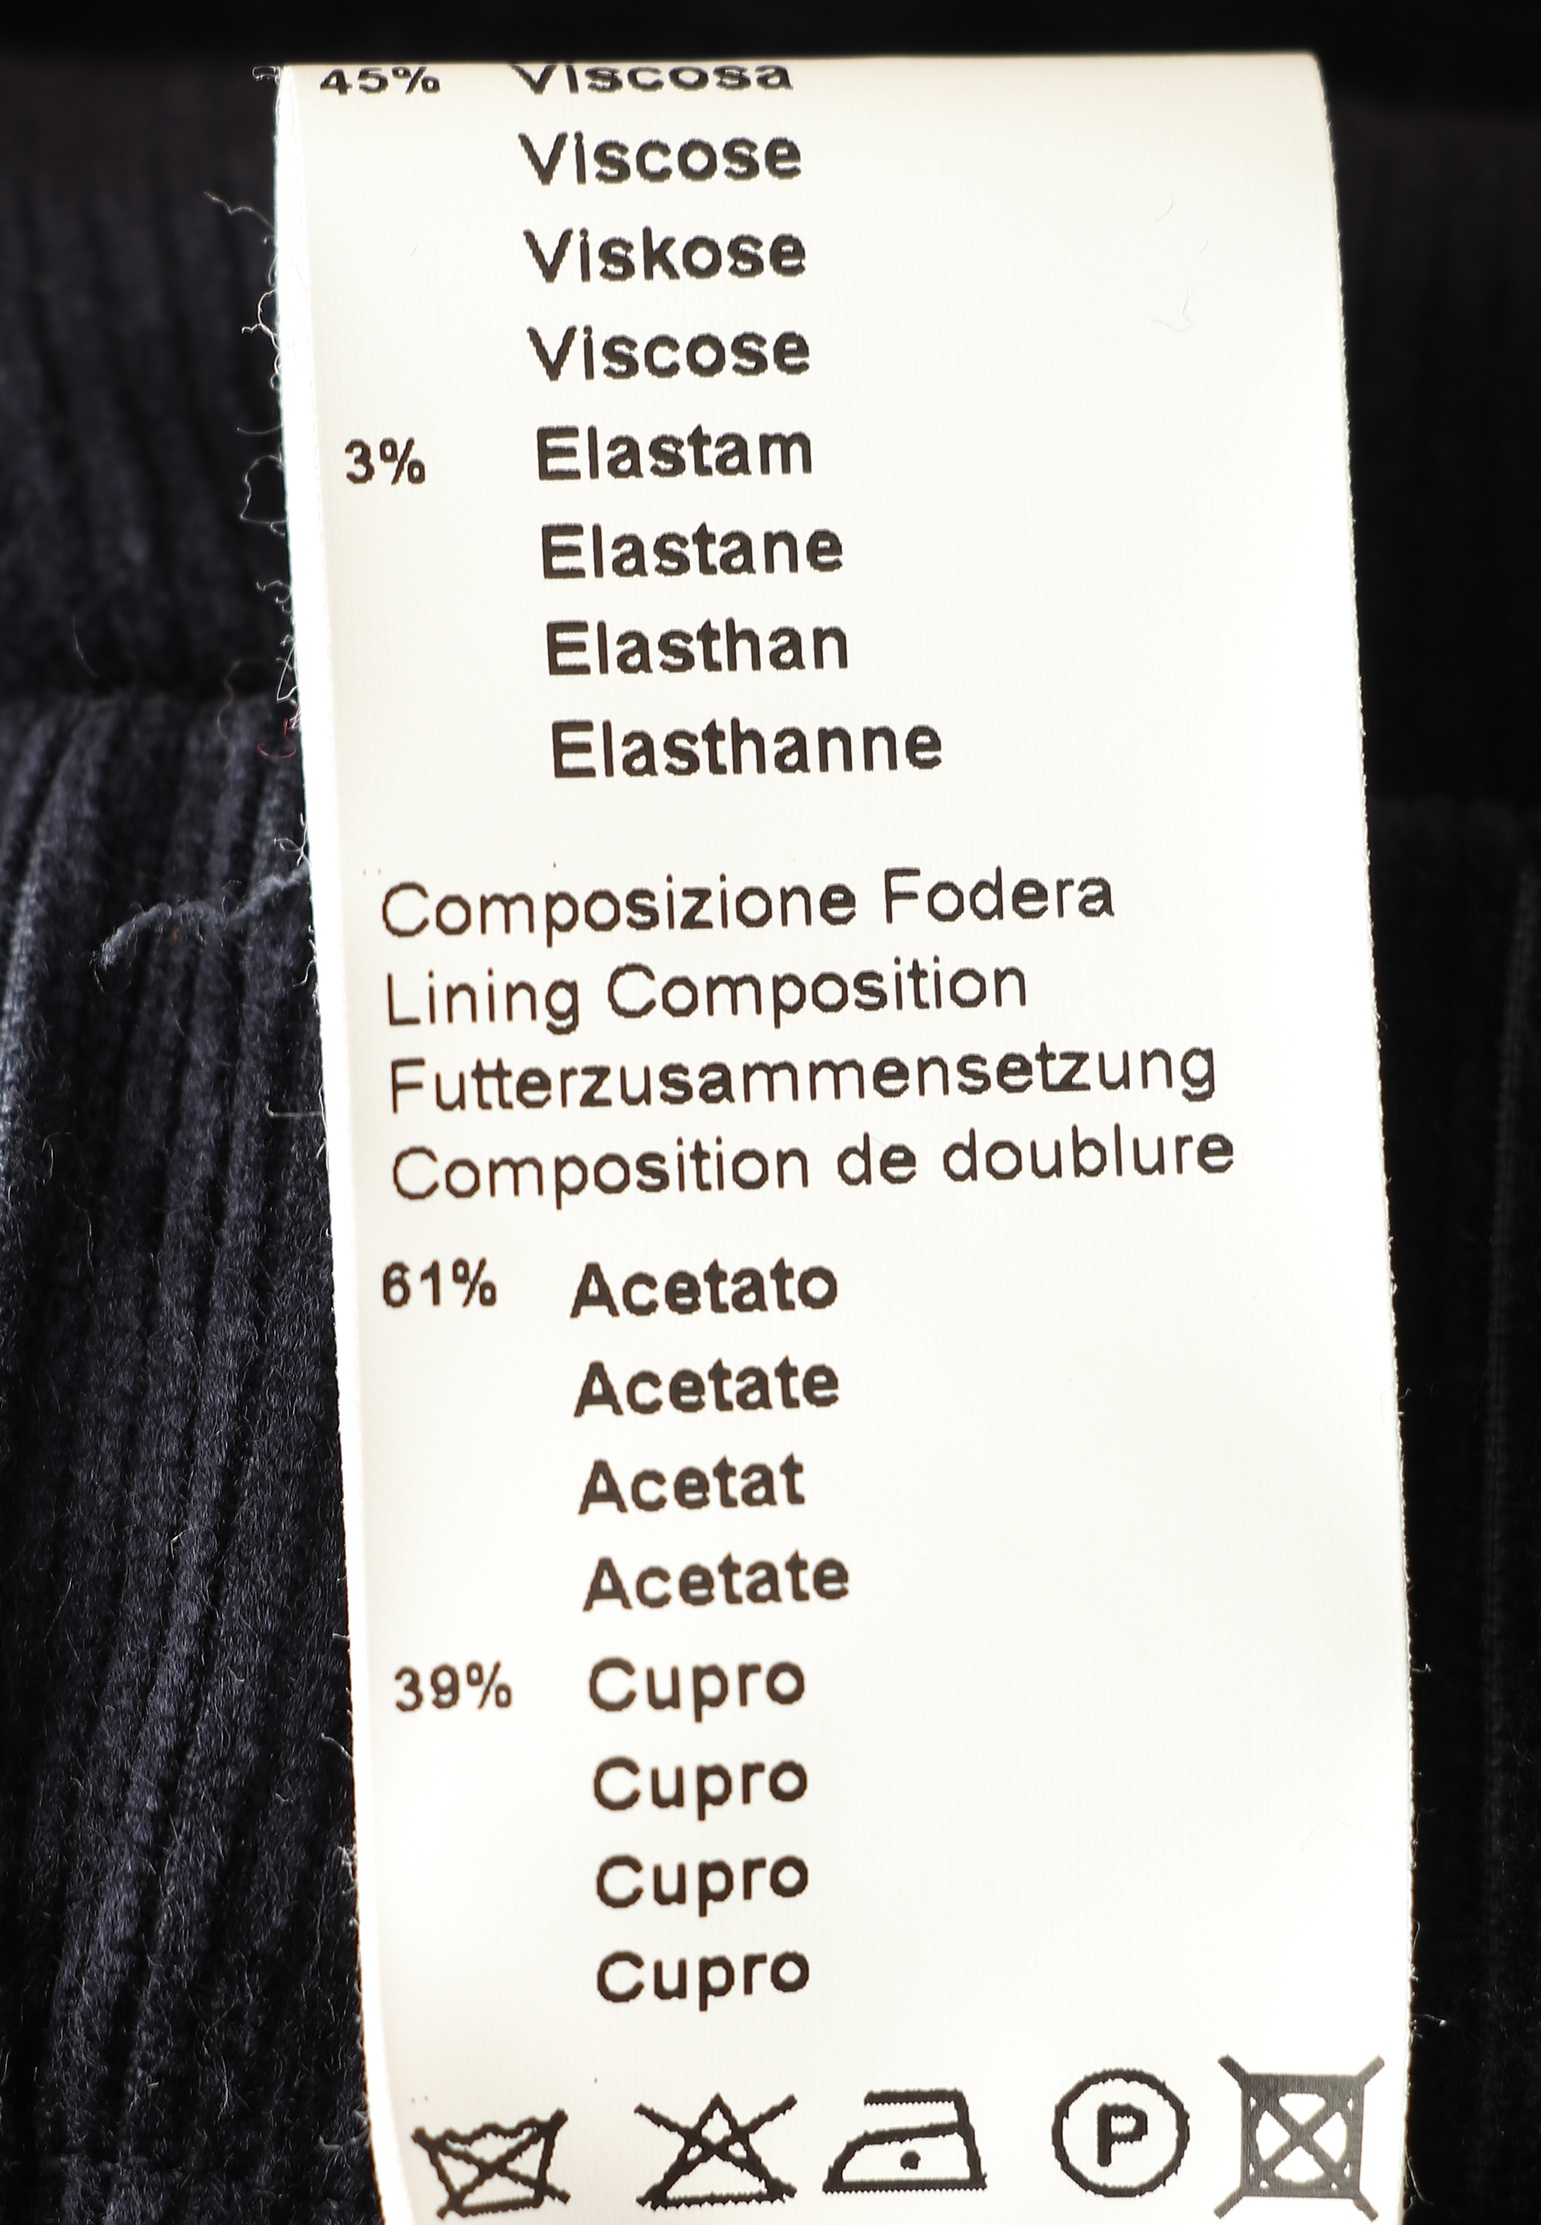 45% Viscosa
Viscose
Viskose
Viscose
3% Elastam
Elastane
Elasthan
Elasthanne
Composizione Fodera
Lining Composition
Futterzusammensetzung
Composition de doublure
61% Acetato
Acetate
Acetat
Acetate
39% Cupro
Cupro
Cupro
Cupro
P